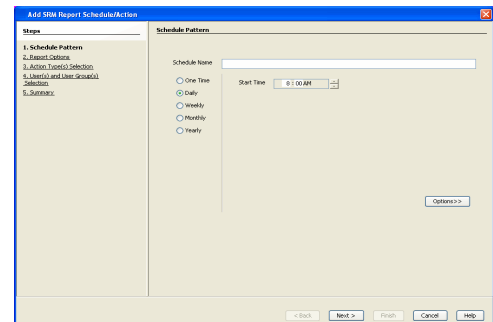 Add SRM Report Schedule/Action
Steps
1. Schedule Pattern
2. Report Options
3. Action Type(s) Selection
4. User(s) and User Group(s)
Selection
5. Summary
Schedule Pattern
Schedule Name
One Time
Daily
Weekly
Monthly
Yearly
Start Time
8 : 00 AM
Options>>
< Back
Next >
Finish
Cancel
Help